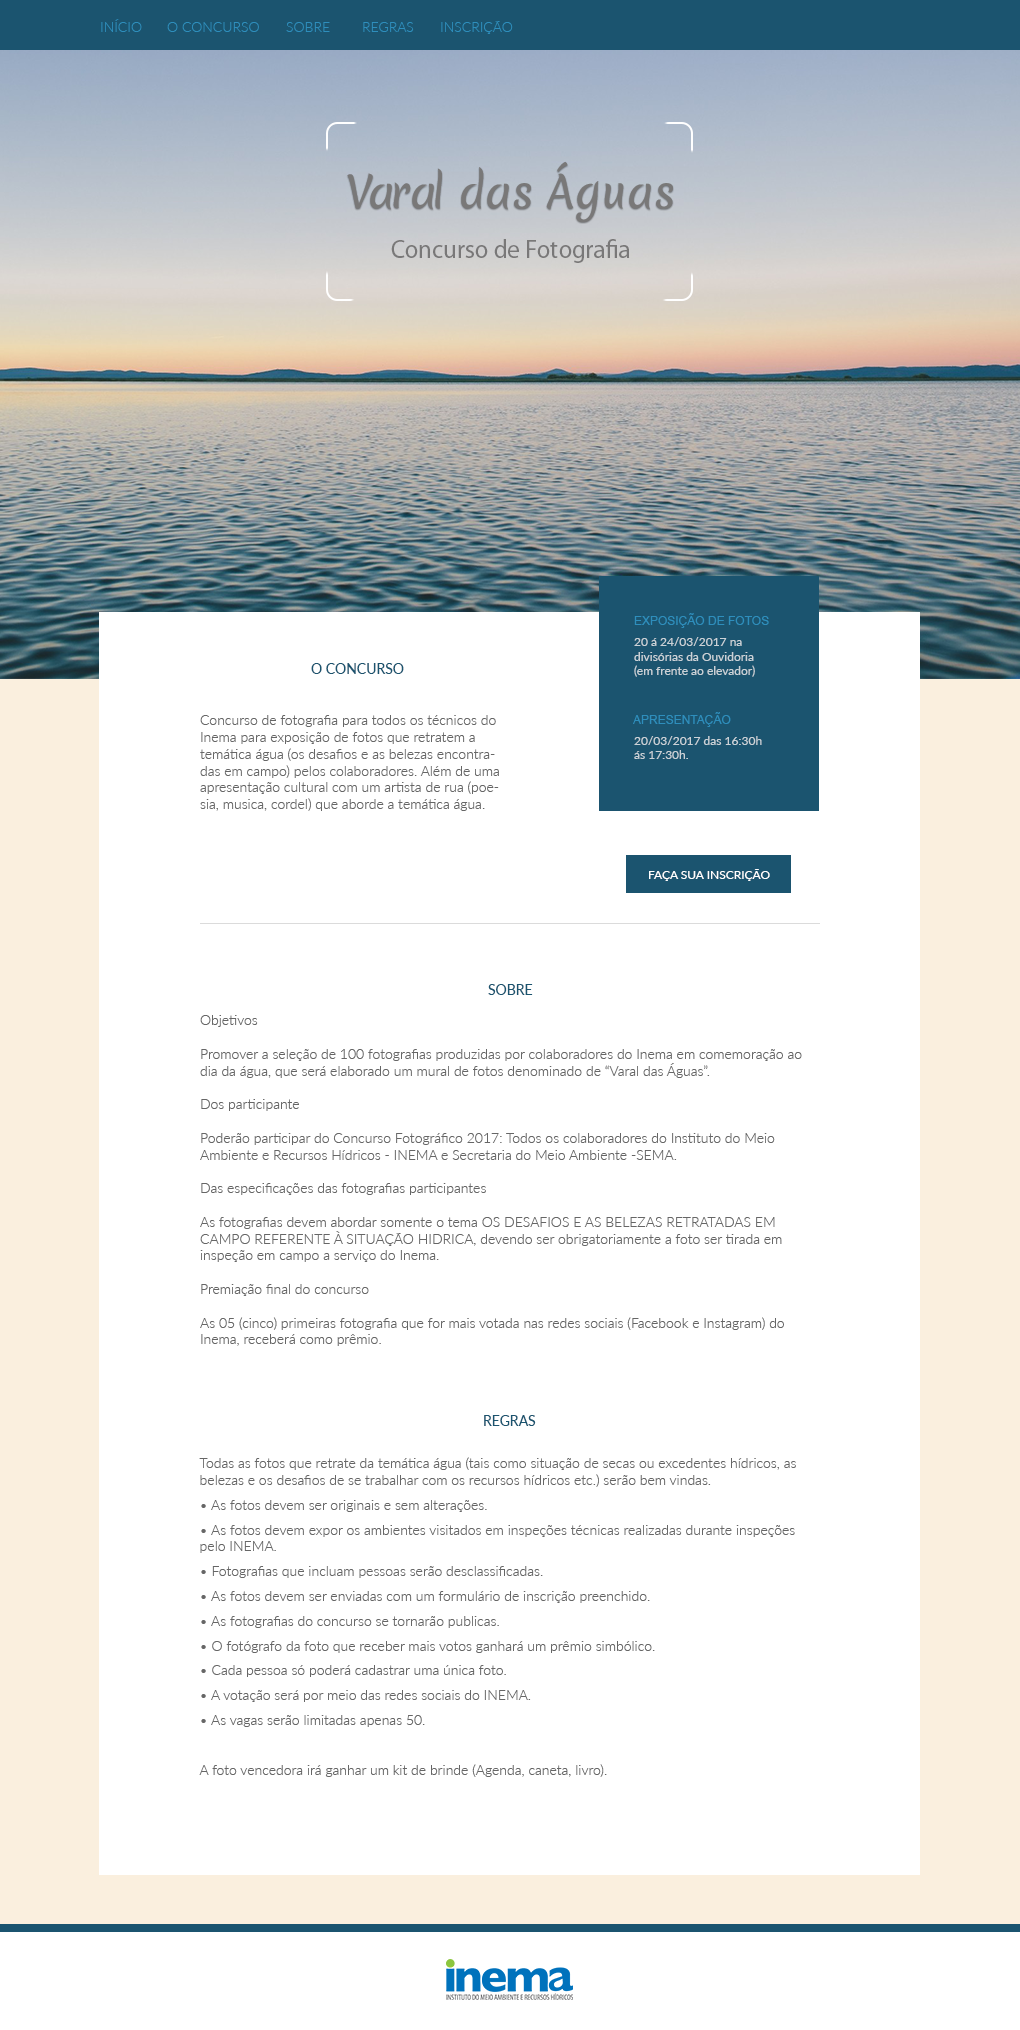 INÍCIO O CONCURSO SOBRE REGRAS INSCRIÇÃO
Varal das Águas
Concurso de Fotografia
EXPOSIÇÃO DE FOTOS
20 á 24/03/2017 na
divisórias da Ouvidoria
(em frente ao elevador)
APRESENTAÇÃO
20/03/2017 das 16:30h
ás 17:30h.
O CONCURSO
Concurso de fotografia para todos os técnicos do
Inema para exposição de fotos que retratem a
temática água (os desafios e as belezas encontra-
das em campo) pelos colaboradores. Além de uma
apresentação cultural com um artista de rua (poe-
sia, musica, cordel) que aborde a temática água.
FAÇA SUA INSCRIÇÃO
SOBRE
Objetivos
Promover a seleção de 100 fotografias produzidas por colaboradores do Inema em comemoração ao
dia da água, que será elaborado um mural de fotos denominado de “Varal das Águas”.
Dos participante
Poderão participar do Concurso Fotográfico 2017: Todos os colaboradores do Instituto do Meio
Ambiente e Recursos Hídricos - INEMA e Secretaria do Meio Ambiente -SEMA.
Das especificações das fotografias participantes
As fotografias devem abordar somente o tema OS DESAFIOS E AS BELEZAS RETRATADAS EM
CAMPO REFERENTE À SITUAÇÃO HIDRICA, devendo ser obrigatoriamente a foto ser tirada em
inspeção em campo a serviço do Inema.
Premiação final do concurso
As 05 (cinco) primeiras fotografia que for mais votada nas redes sociais (Facebook e Instagram) do
Inema, receberá como prêmio.
REGRAS
Todas as fotos que retrate da temática água (tais como situação de secas ou excedentes hídricos, as
belezas e os desafios de se trabalhar com os recursos hídricos etc.) serão bem vindas.
• As fotos devem ser originais e sem alterações.
• As fotos devem expor os ambientes visitados em inspeções técnicas realizadas durante inspeções
pelo INEMA.
• Fotografias que incluam pessoas serão desclassificadas.
• As fotos devem ser enviadas com um formulário de inscrição preenchido.
• As fotografias do concurso se tornarão publicas.
• O fotógrafo da foto que receber mais votos ganhará um prêmio simbólico.
• Cada pessoa só poderá cadastrar uma única foto.
• A votação será por meio das redes sociais do INEMA.
• As vagas serão limitadas apenas 50.
A foto vencedora irá ganhar um kit de brinde (Agenda, caneta, livro).
inema
INSTITUTO DO MEIO AMBIENTE E RECURSOS HÍDRICOS